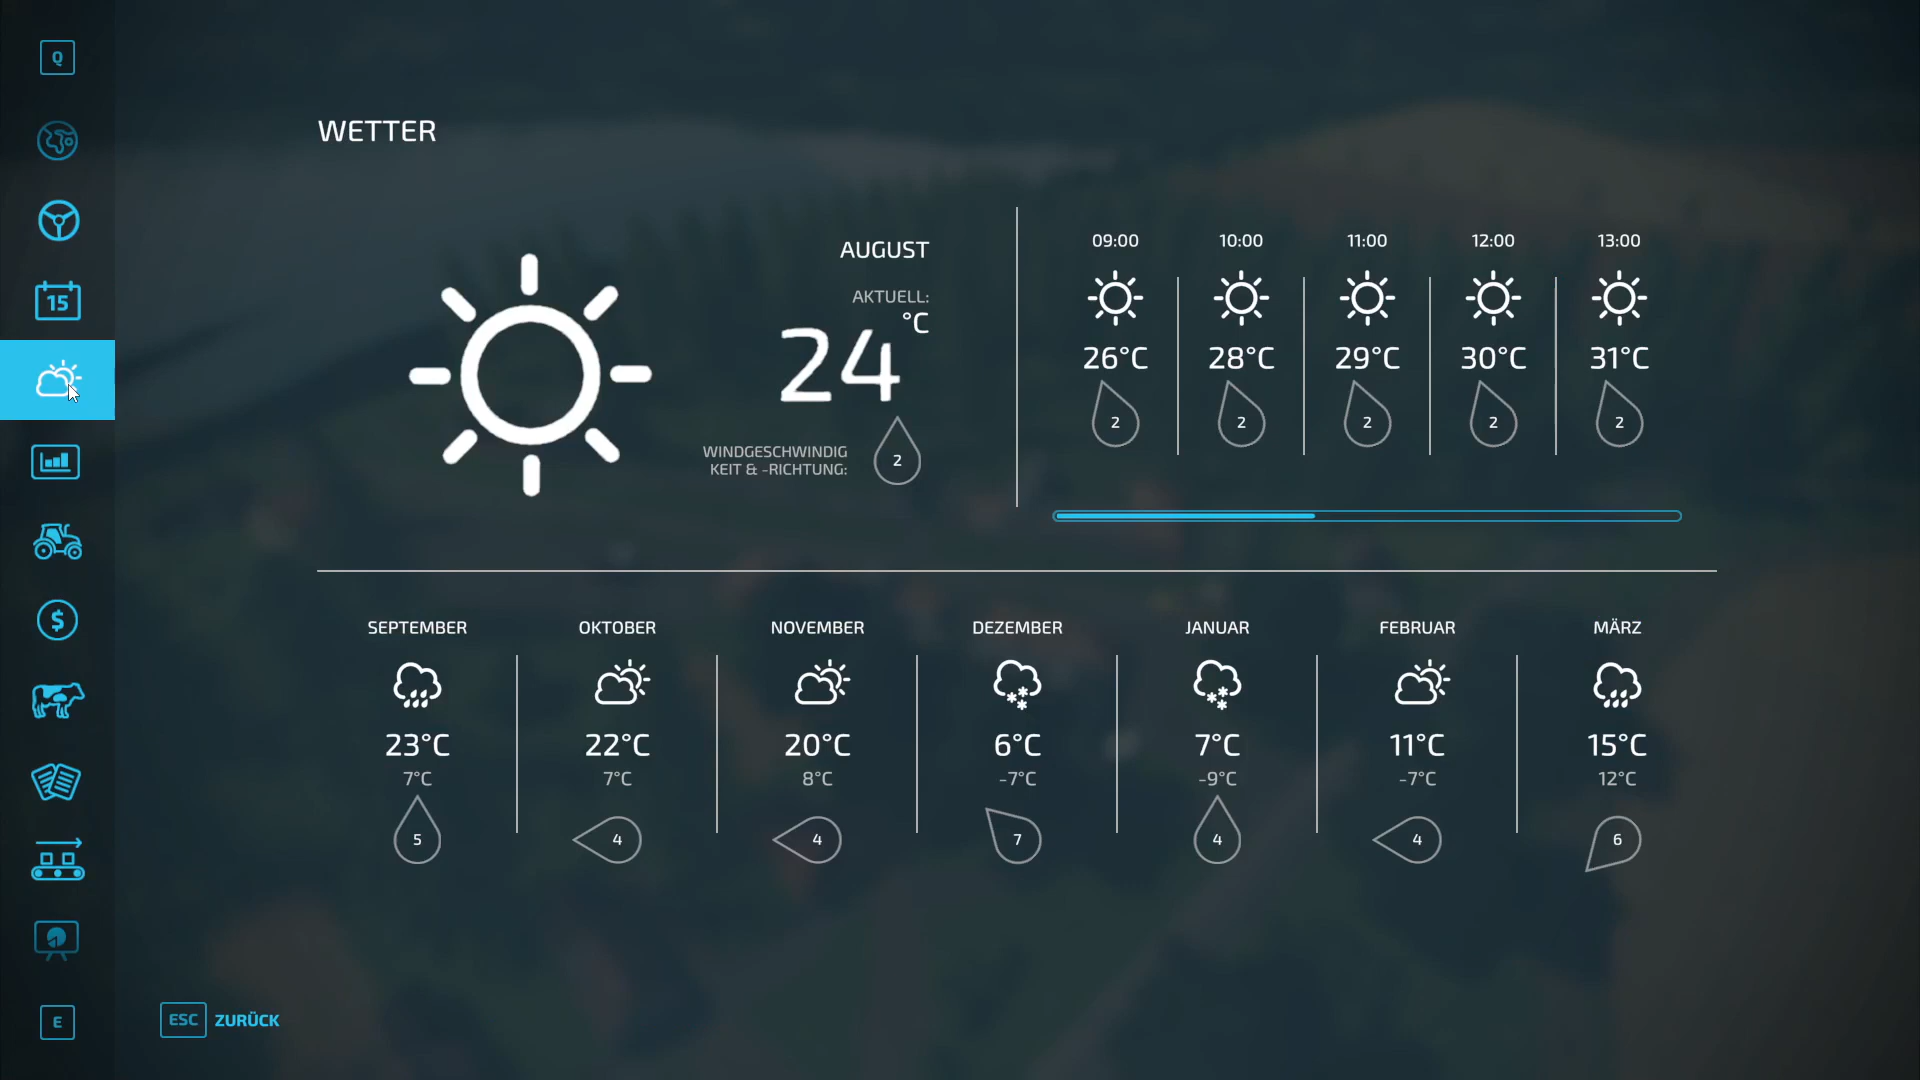 Q
WETTER
AUGUST
AKTUELL:
24 °C
WINDGESCHWINDIG
KEIT & -RICHTUNG:
2
09:00 10:00 11:00 12:00 13:00
26°C 28°C 29°C 30°C 31°C
2 2 2 2 2
15
$
SEPTEMBER OKTOBER NOVEMBER DEZEMBER JANUAR FEBRUAR MÄRZ
23°C 22°C 20°C 6°C 7°C 11°C 15°C
7°C 7°C 8°C -7°C -9°C -7°C 12°C
5 4 4 7 4 4 6
E
ESC ZURÜCK